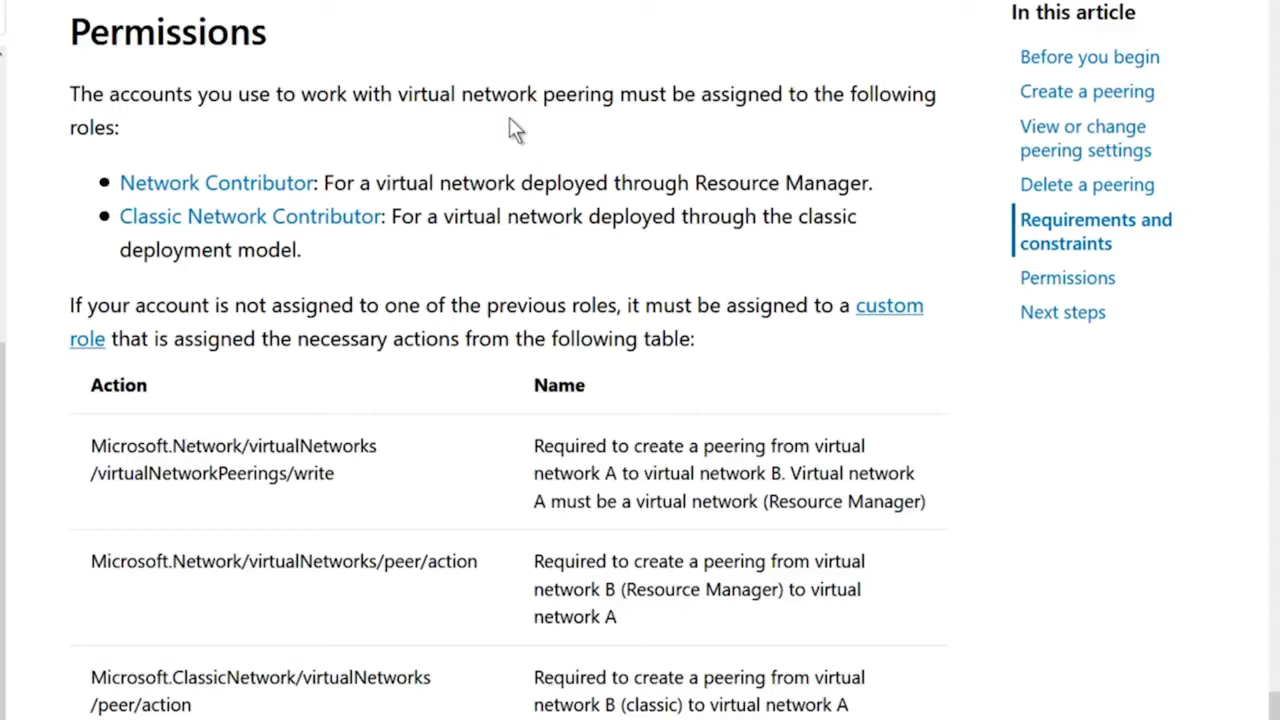 Permissions
The accounts you use to work with virtual network peering must be assigned to the following
roles:
Network Contributor: For a virtual network deployed through Resource Manager.
Classic Network Contributor: For a virtual network deployed through the classic
deployment model.
If your account is not assigned to one of the previous roles, it must be assigned to a custom
role that is assigned the necessary actions from the following table:
Action Name
Microsoft.Network/virtualNetworks
/virtualNetworkPeerings/write
Required to create a peering from virtual
network A to virtual network B. Virtual network
A must be a virtual network (Resource Manager)
Microsoft.Network/virtualNetworks/peer/action
Required to create a peering from virtual
network B (Resource Manager) to virtual
network A
Microsoft.ClassicNetwork/virtualNetworks
/peer/action
Required to create a peering from virtual
network B (classic) to virtual network A
In this article
Before you begin
Create a peering
View or change
peering settings
Delete a peering
Requirements and
constraints
Permissions
Next steps